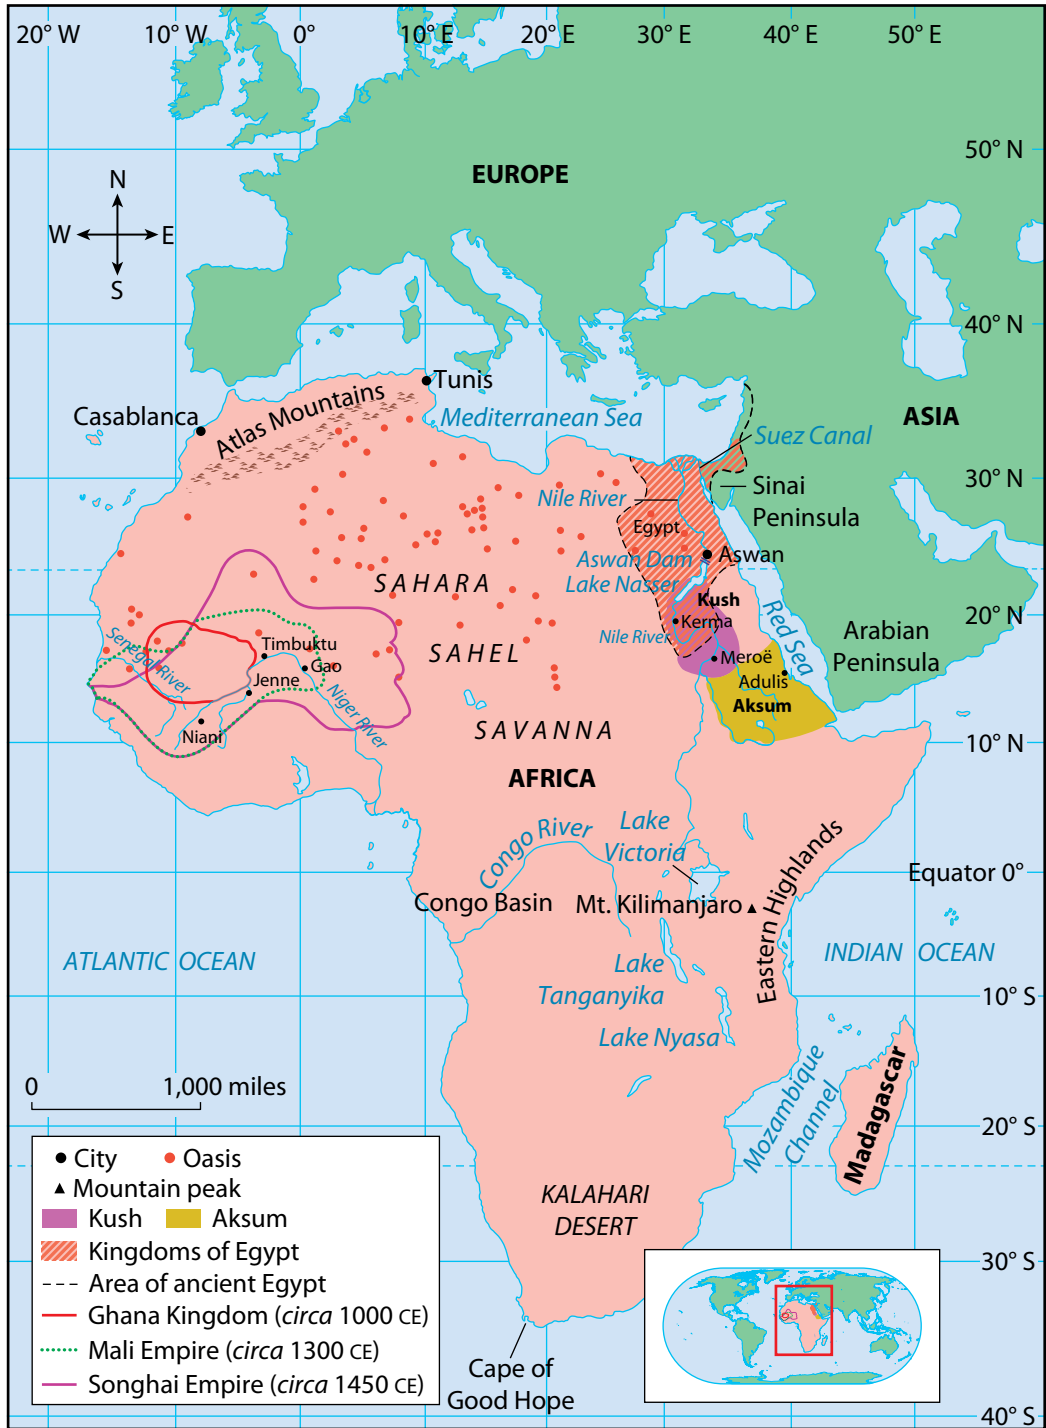 20° W
10° W
0°
10° E
20° E
30° E
40° E
50° E
50° N
EUROPE
N
W
E
S
40° N
Tunis
Casablanca
Atlas Mountains
Mediterranean Sea
ASIA
Suez Canal
30° N
Nile River
Sinai
Peninsula
Egypt
Aswan Dam
Aswan
Lake Nasser
SAHARA
Kush
20° N
Kerma
Red Sea
Nile River
Arabian
Peninsula
Senegal River
Timbuktu
Gao
SAHEL
Meroë
Jenne
Adulis
Aksum
Niger River
Niani
SAVANNA
10° N
AFRICA
Congo River
Lake
Victoria
Eastern Highlands
Equator 0°
Congo Basin
Mt. Kilimanjaro
ATLANTIC OCEAN
INDIAN OCEAN
Lake
Tanganyika
10° S
Lake Nyasa
Mozambique
Channel
Madagascar
0
1,000 miles
20° S
City
Oasis
Mountain peak
Kush
Aksum
Kingdoms of Egypt
Area of ancient Egypt
Ghana Kingdom (circa 1000 CE)
Mali Empire (circa 1300 CE)
Songhai Empire (circa 1450 CE)
KALAHARI
DESERT
30° S
Cape of
Good Hope
40° S